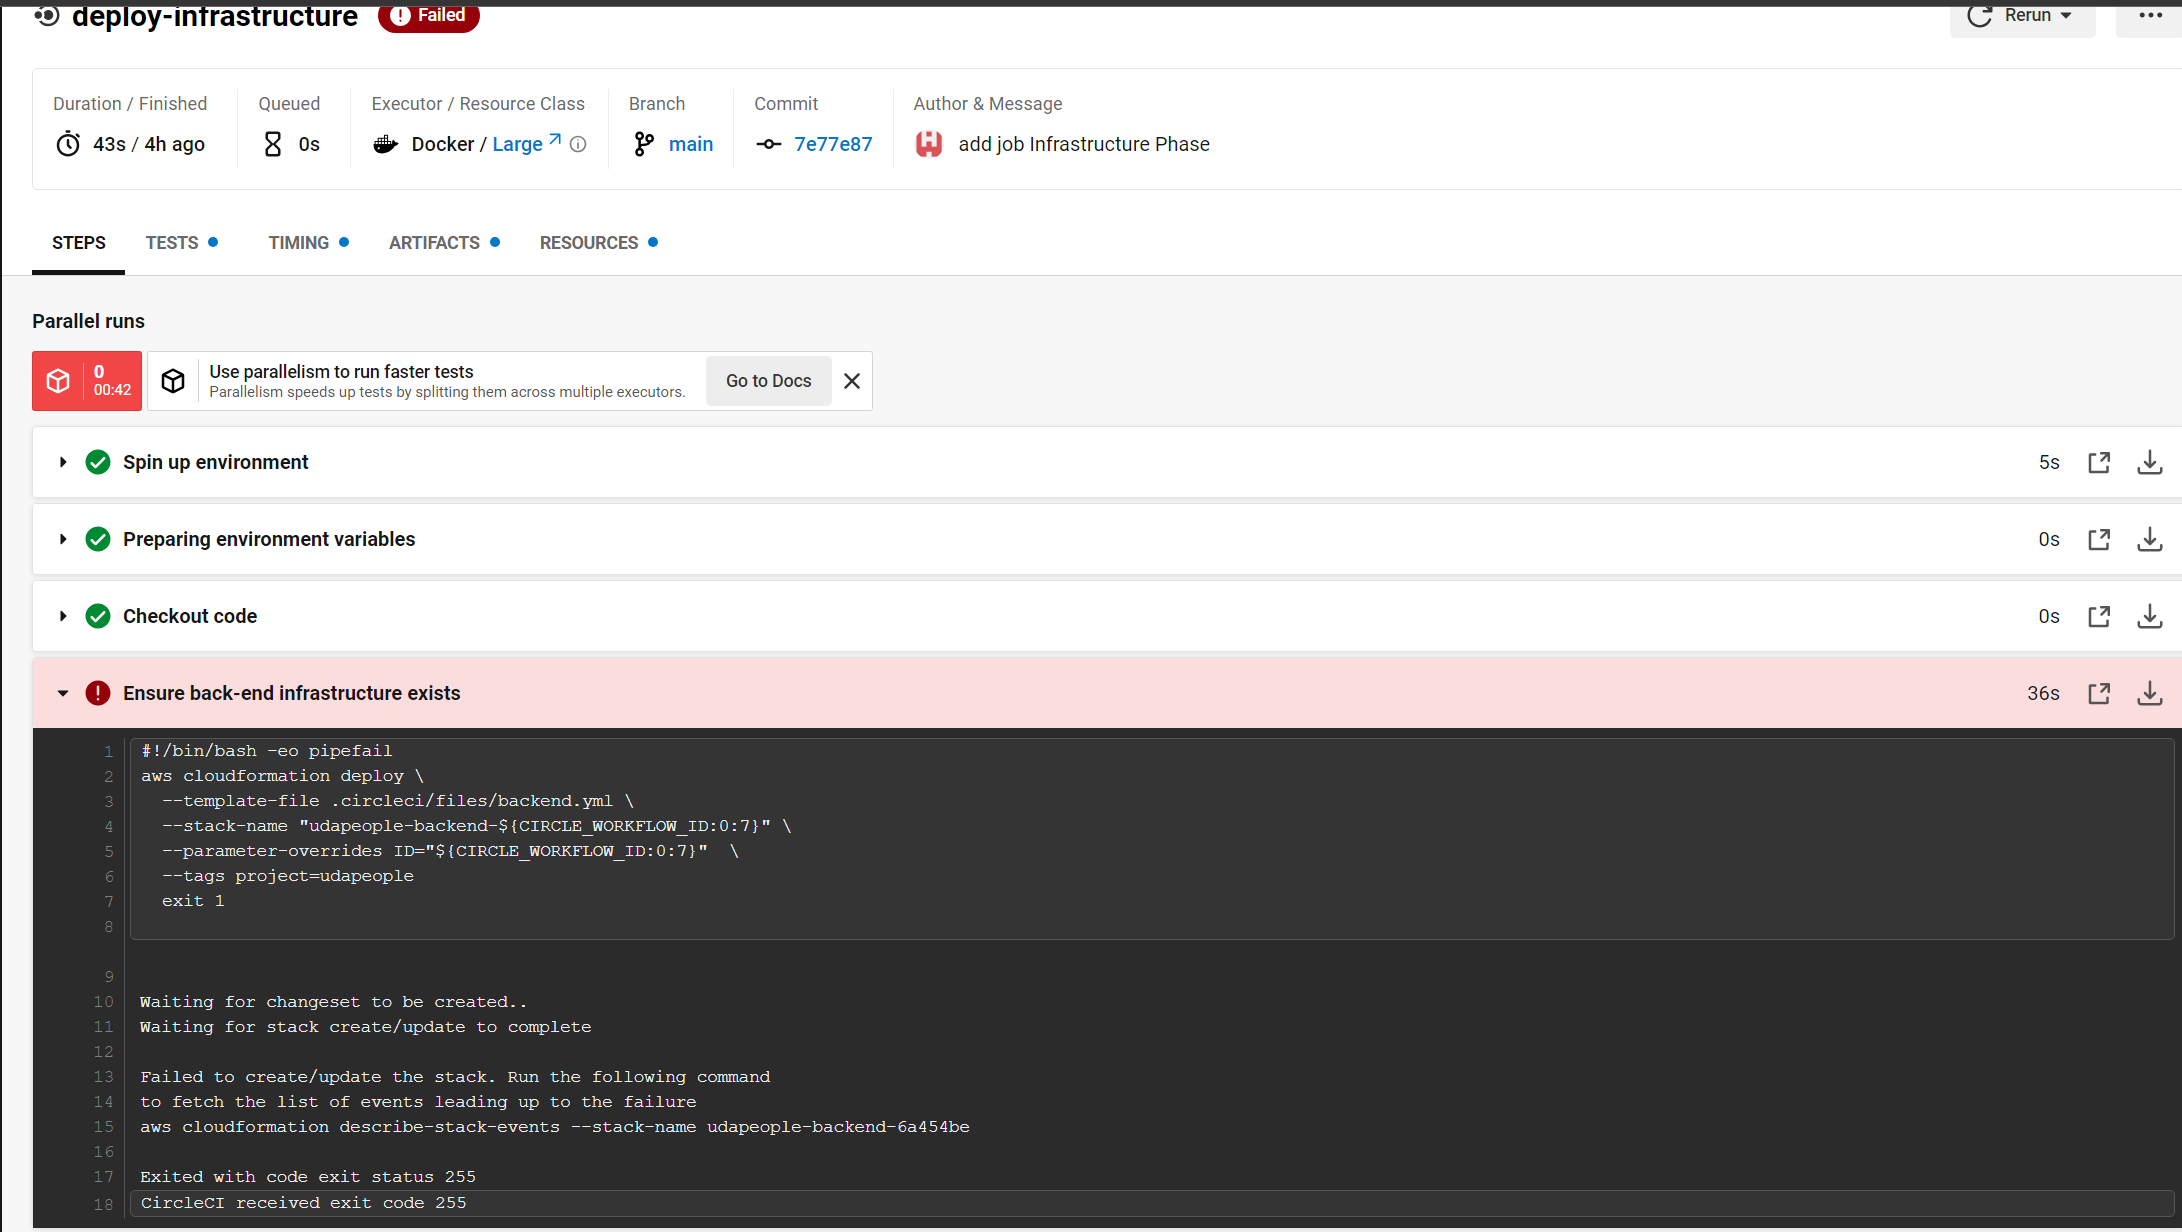 deploy-infrastructure
Failed
Rerun
Duration / Finished
Queued
Executor / Resource Class
Branch
Commit
Author & Message
43s / 4h ago
0s
Docker / Large
main
7e77e87
add job Infrastructure Phase
STEPS
TESTS
TIMING
ARTIFACTS
RESOURCES
Parallel runs
0
00:42
Use parallelism to run faster tests
Parallelism speeds up tests by splitting them across multiple executors.
Go to Docs
Spin up environment
5s
Preparing environment variables
0s
Checkout code
0s
Ensure back-end infrastructure exists
36s
1 #!/bin/bash -eo pipefail
2 aws cloudformation deploy \
3   --template-file .circleci/files/backend.yml \
4   --stack-name "udapeople-backend-${CIRCLE_WORKFLOW_ID:0:7}" \
5   --parameter-overrides ID="${CIRCLE_WORKFLOW_ID:0:7}"  \
6   --tags project=udapeople
7   exit 1
8
9
10 Waiting for changeset to be created..
11 Waiting for stack create/update to complete
12
13 Failed to create/update the stack. Run the following command
14 to fetch the list of events leading up to the failure
15 aws cloudformation describe-stack-events --stack-name udapeople-backend-6a454be
16
17 Exited with code exit status 255
18 CircleCI received exit code 255